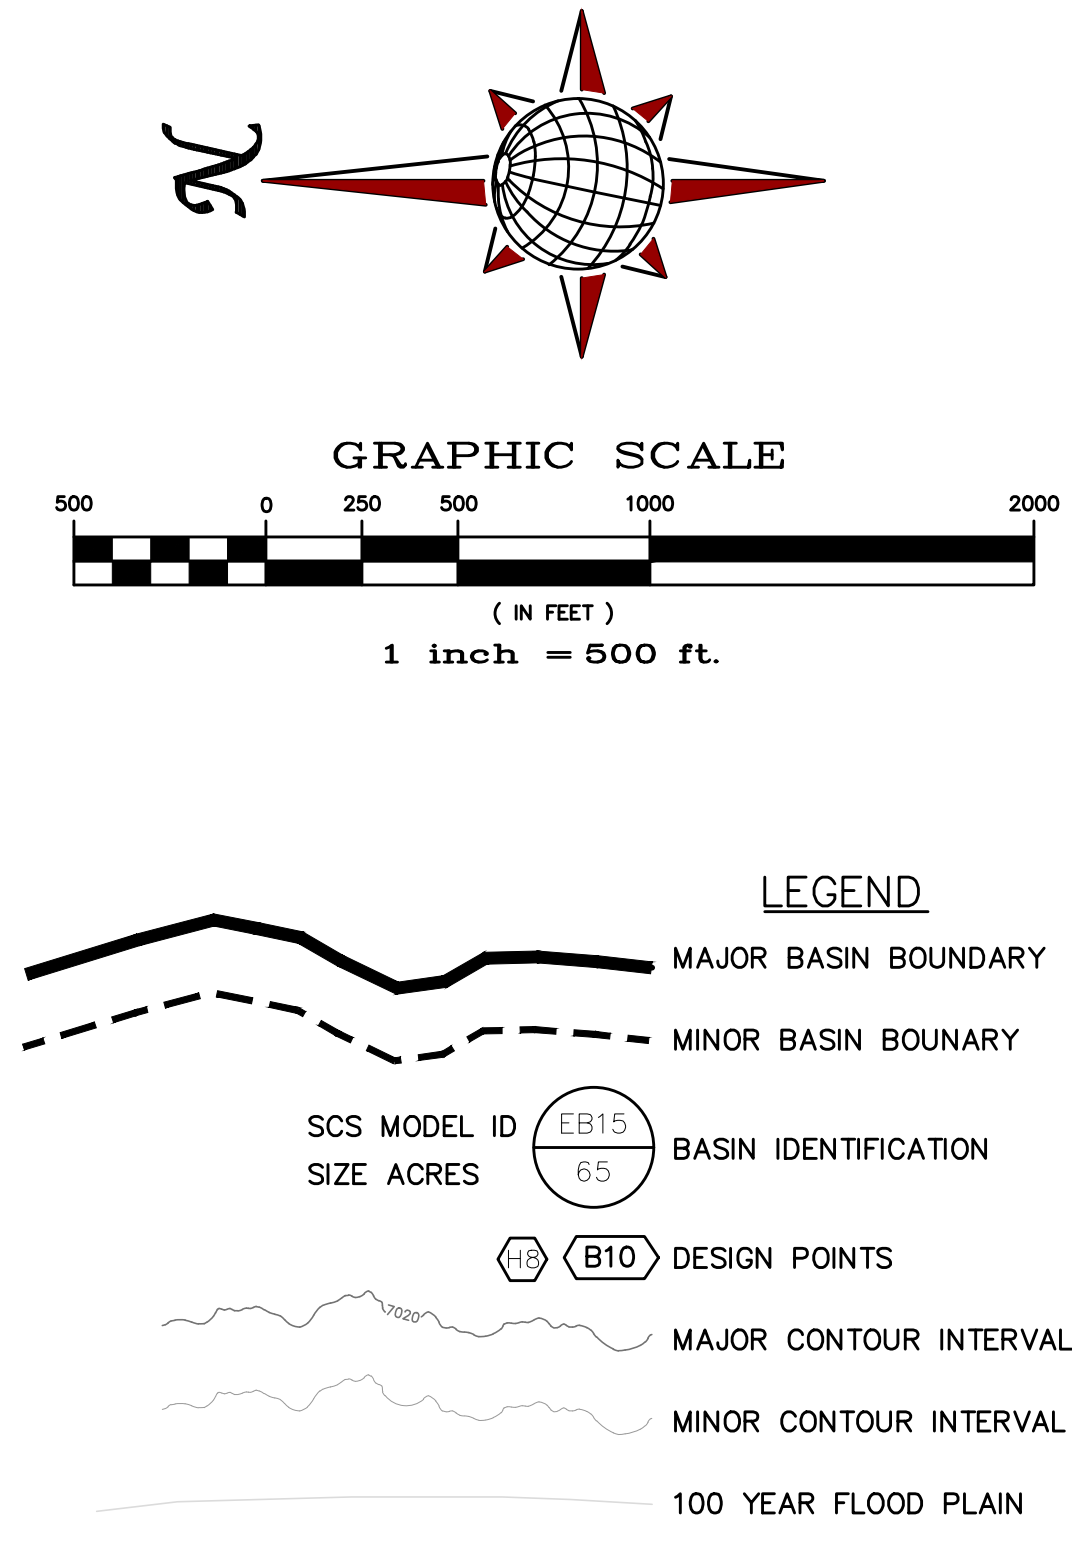 N
GRAPHIC SCALE
500 0 250 500 1000 2000
( IN FEET )
1 inch = 500 ft.
LEGEND
MAJOR BASIN BOUNDARY
MINOR BASIN BOUNARY
SCS MODEL ID EB15
SIZE ACRES 65
BASIN IDENTIFICATION
H8 B10 DESIGN POINTS
7020
MAJOR CONTOUR INTERVAL
MINOR CONTOUR INTERVAL
100 YEAR FLOOD PLAIN